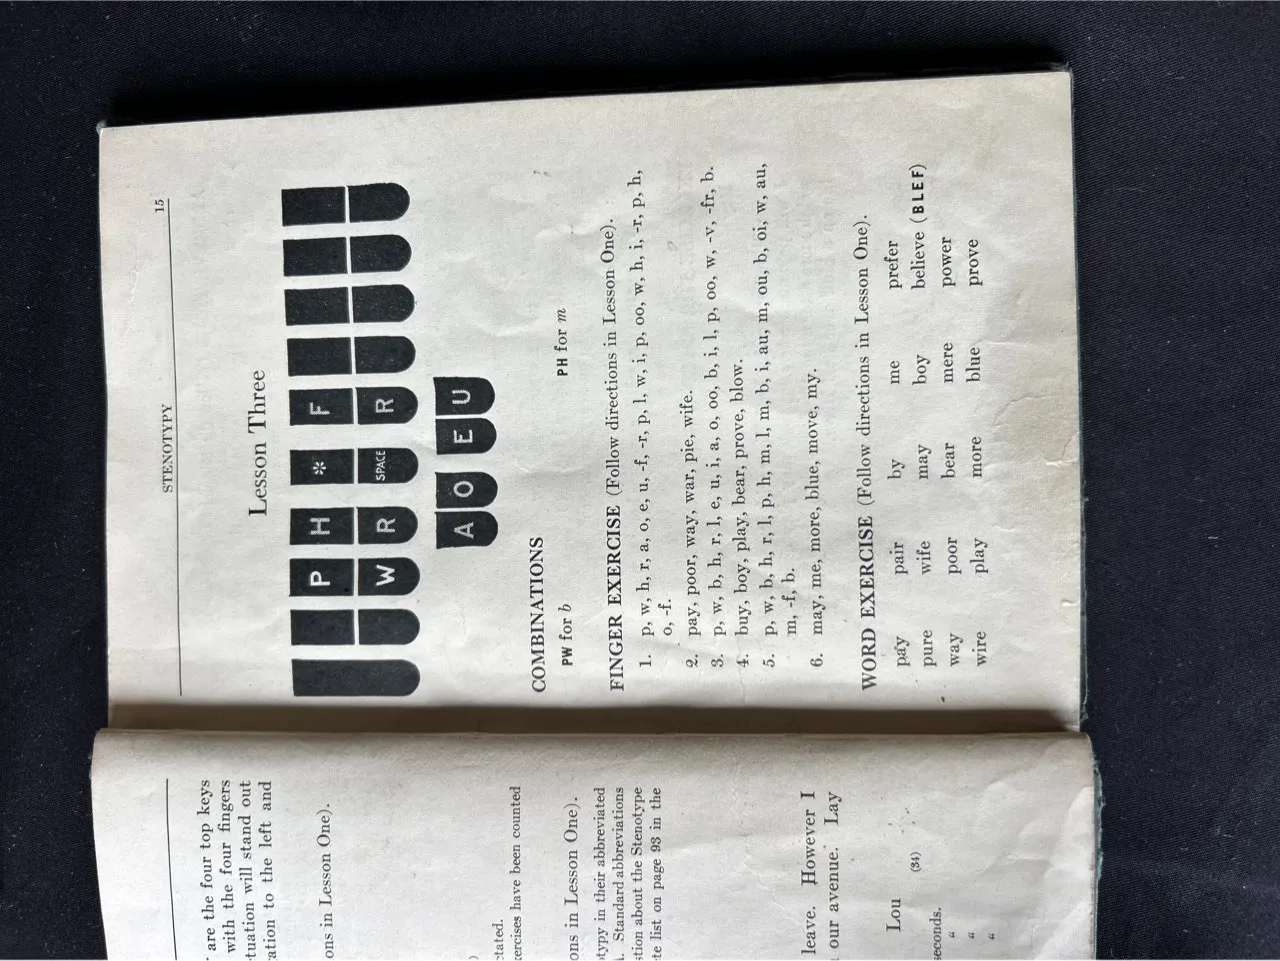 are the four top keys
with the four fingers
tuation will stand out
ration to the left and
ons in Lesson One).
ctated.
ercises have been counted
ons in Lesson One).
typy in their abbreviated
Standard abbreviations
stion about the Stenotype
te list on page 93 in the
leave. However I
our avenue. Lay
Lou
(34)
seconds.
"
"
"
STENOTYPY 15
Lesson Three
P H * F
W R SPACE R
A O E U
COMBINATIONS
PW for b PH for m
FINGER EXERCISE (Follow directions in Lesson One).
1. p, w, h, r, a, o, e, u, -f, -r, p, l, w, i, p, oo, w, h, i, -r, p, h,
o, -f.
2. pay, poor, way, war, pie, wife.
3. p, w, b, h, r, l, e, u, i, a, o, oo, b, i, l, p, oo, w, -v, -fr, b.
4. buy, boy, play, bear, prove, blow.
5. p, w, b, h, r, l, p, h, m, l, m, b, i, au, m, ou, b, oi, w, au,
m, -f, b.
6. may, me, more, blue, move, my.
WORD EXERCISE (Follow directions in Lesson One).
pay pair by me prefer
pure wife may boy believe (BLEF)
way poor bear mere power
wire play more blue prove